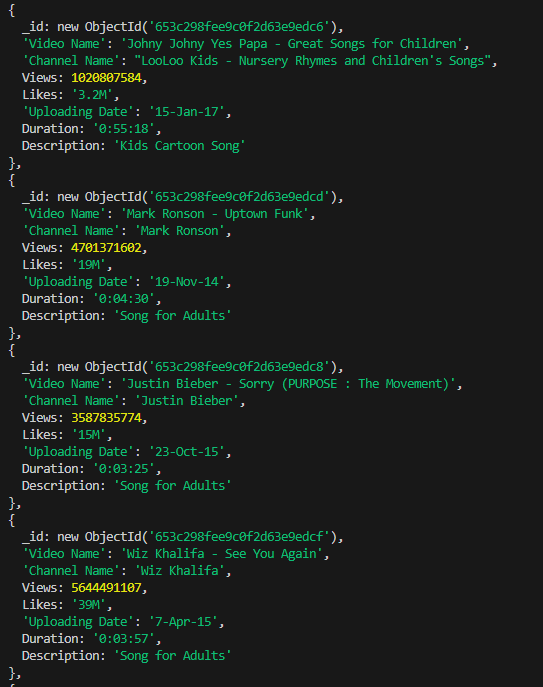 {
_id: new ObjectId('653c298fee9c0f2d63e9edc6'),
'Video Name': 'Johny Johny Yes Papa - Great Songs for Children',
'Channel Name': "LooLoo Kids - Nursery Rhymes and Children's Songs",
Views: 1020807584,
Likes: '3.2M',
'Uploading Date': '15-Jan-17',
Duration: '0:55:18',
Description: 'Kids Cartoon Song'
},
{
_id: new ObjectId('653c298fee9c0f2d63e9edcd'),
'Video Name': 'Mark Ronson - Uptown Funk',
'Channel Name': 'Mark Ronson',
Views: 4701371602,
Likes: '19M',
'Uploading Date': '19-Nov-14',
Duration: '0:04:30',
Description: 'Song for Adults'
},
{
_id: new ObjectId('653c298fee9c0f2d63e9edc8'),
'Video Name': 'Justin Bieber - Sorry (PURPOSE : The Movement)',
'Channel Name': 'Justin Bieber',
Views: 3587835774,
Likes: '15M',
'Uploading Date': '23-Oct-15',
Duration: '0:03:25',
Description: 'Song for Adults'
},
{
_id: new ObjectId('653c298fee9c0f2d63e9edcf'),
'Video Name': 'Wiz Khalifa - See You Again',
'Channel Name': 'Wiz Khalifa',
Views: 5644491107,
Likes: '39M',
'Uploading Date': '7-Apr-15',
Duration: '0:03:57',
Description: 'Song for Adults'
},